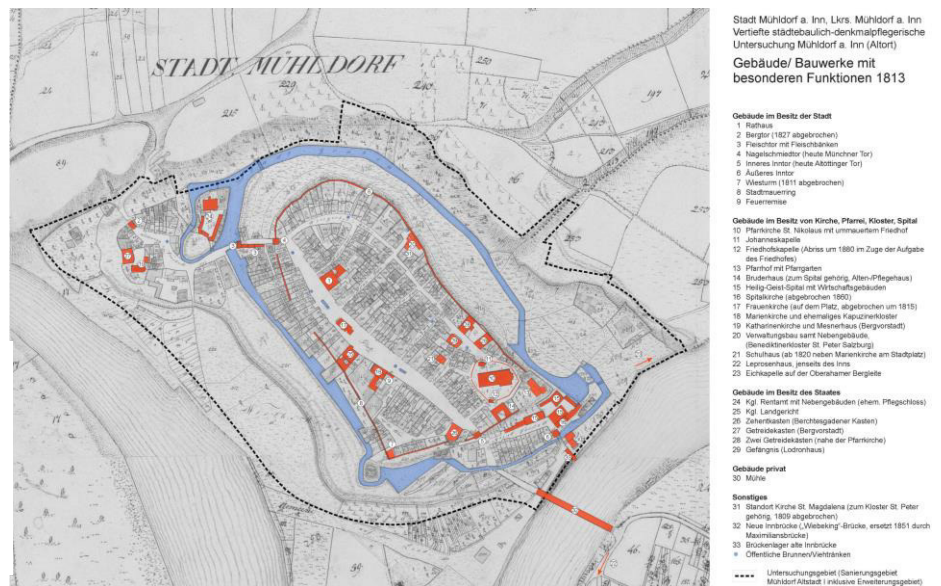 STADT MÜHLDORF
Stadt Mühldorf a. Inn, Lkrs. Mühldorf a. Inn
Vertiefte städtebaulich-denkmalpflegerische
Untersuchung Mühldorf a. Inn (Altort)
Gebäude/ Bauwerke mit
besonderen Funktionen 1813
Gebäude im Besitz der Stadt
1 Rathaus
2 Bergtor (1827 abgebrochen)
3 Fleischtor mit Fleischbänken
4 Nagelschmiedtor (heute Münchner Tor)
5 Inneres Inntor (heute Altöttinger Tor)
6 Äußeres Inntor
7 Wiesturm (1811 abgebrochen)
8 Stadtmauerring
9 Feuerremise
Gebäude im Besitz von Kirche, Pfarrei, Kloster, Spital
10 Pfarrkirche St. Nikolaus mit ummauertem Friedhof
11 Johanneskapelle
12 Friedhofskapelle (Abriss um 1880 im Zuge der Aufgabe
des Friedhofes)
13 Pfarrhof mit Pfarrgarten
14 Bruderhaus (zum Spital gehörig, Alten-/Pflegehaus)
15 Heilig-Geist-Spital mit Wirtschaftsgebäuden
16 Spitalkirche (abgebrochen 1860)
17 Frauenkirche (auf dem Platz, abgebrochen um 1815)
18 Marienkirche und ehemaliges Kapuzinerkloster
19 Katharinenkirche und Mesnerhaus (Bergvorstadt)
20 Verwaltungsbau samt Nebengebäude,
(Benediktinerkloster St. Peter Salzburg)
21 Schulhaus (ab 1820 neben Marienkirche am Stadtplatz)
22 Leprosenhaus, jenseits des Inns
23 Eichkapelle auf der Oberahamer Bergleite
Gebäude im Besitz des Staates
24 Kgl. Rentamt mit Nebengebäuden (ehem. Pflegschloss)
25 Kgl. Landgericht
26 Zehentkasten (Berchtesgadener Kasten)
27 Getreidekasten (Bergvorstadt)
28 Zwei Getreidekästen (nahe der Pfarrkirche)
29 Gefängnis (Lodronhaus)
Gebäude privat
30 Mühle
Sonstiges
31 Standort Kirche St. Magdalena (zum Kloster St. Peter
gehörig, 1809 abgebrochen)
32 Neue Innbrücke („Wiebeking"-Brücke, ersetzt 1851 durch
Maximiliansbrücke)
33 Brückenlager alte Innbrücke
Öffentliche Brunnen/Viehtränken
Untersuchungsgebiet (Sanierungsgebiet
Mühldorf Altstadt I inklusive Erweiterungsgebiet)